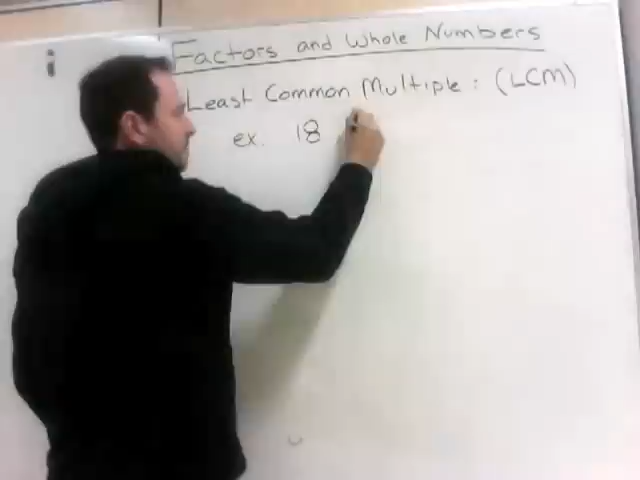 Factors and Whole Numbers
Least Common Multiple : (LCM)
ex. 18